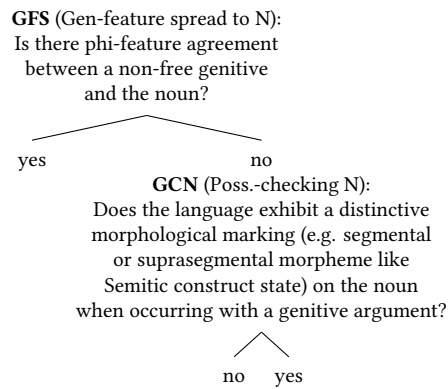 GFS (Gen-feature spread to N):
Is there phi-feature agreement
between a non-free genitive
and the noun?
yes
no
GCN (Poss.-checking N):
Does the language exhibit a distinctive
morphological marking (e.g. segmental
or suprasegmental morpheme like
Semitic construct state) on the noun
when occurring with a genitive argument?
no
yes